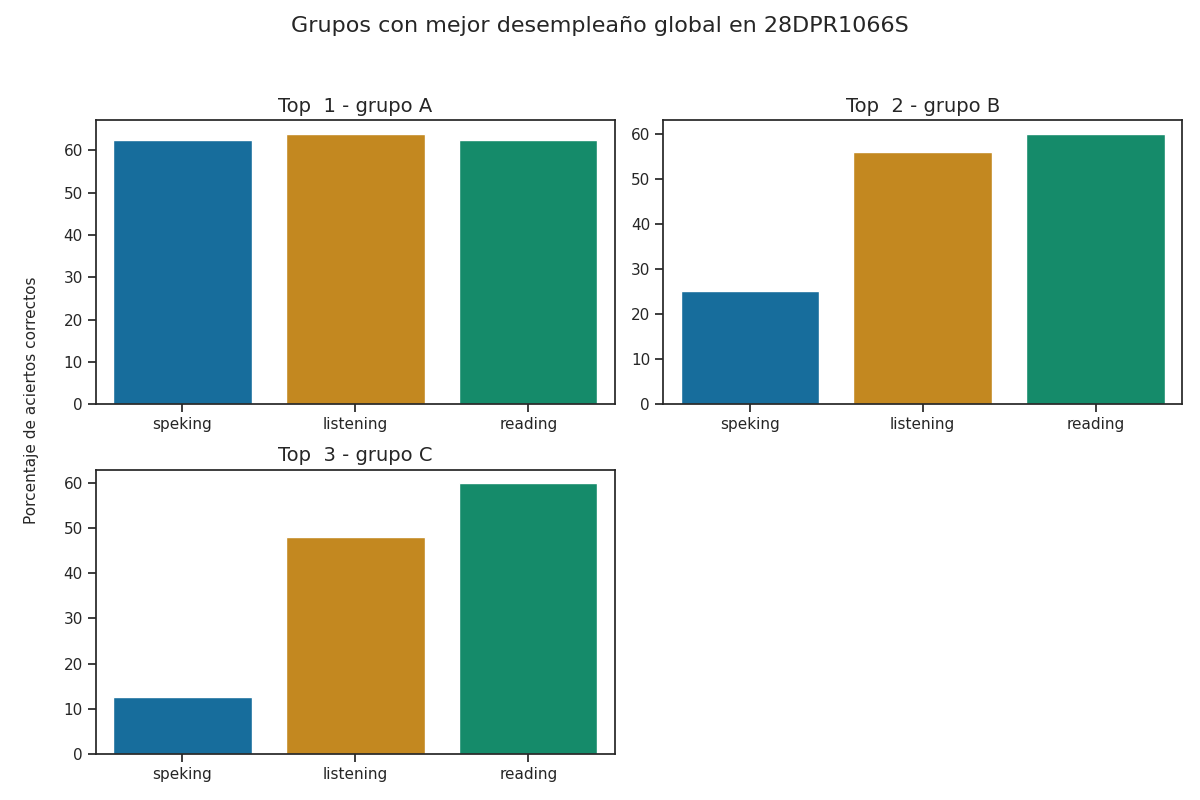 Grupos con mejor desempleaño global en 28DPR1066S
Porcentaje de aciertos correctos
Top  1 - grupo A
60
50
40
30
20
10
0
speking
listening
reading
Top  2 - grupo B
60
50
40
30
20
10
0
speking
listening
reading
Top  3 - grupo C
60
50
40
30
20
10
0
speking
listening
reading